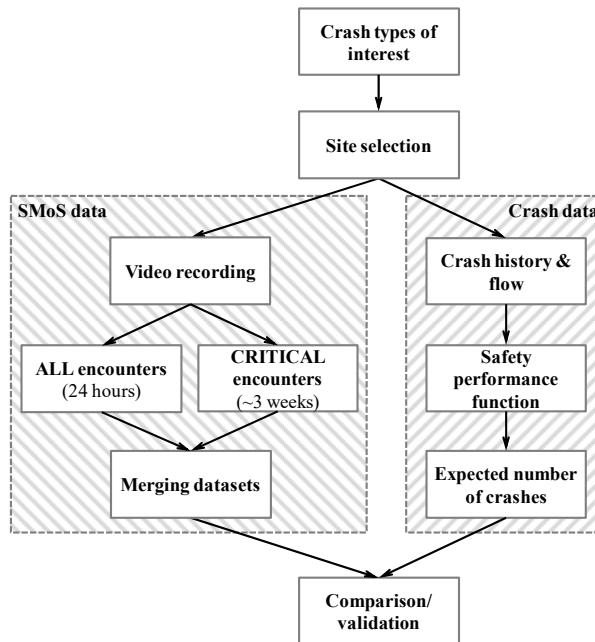 Crash types of
interest
Site selection
SMoS data
Crash data
Video recording
Crash history &
flow
ALL encounters
(24 hours)
CRITICAL
encounters
(~3 weeks)
Safety
performance
function
Merging datasets
Expected number
of crashes
Comparison/
validation